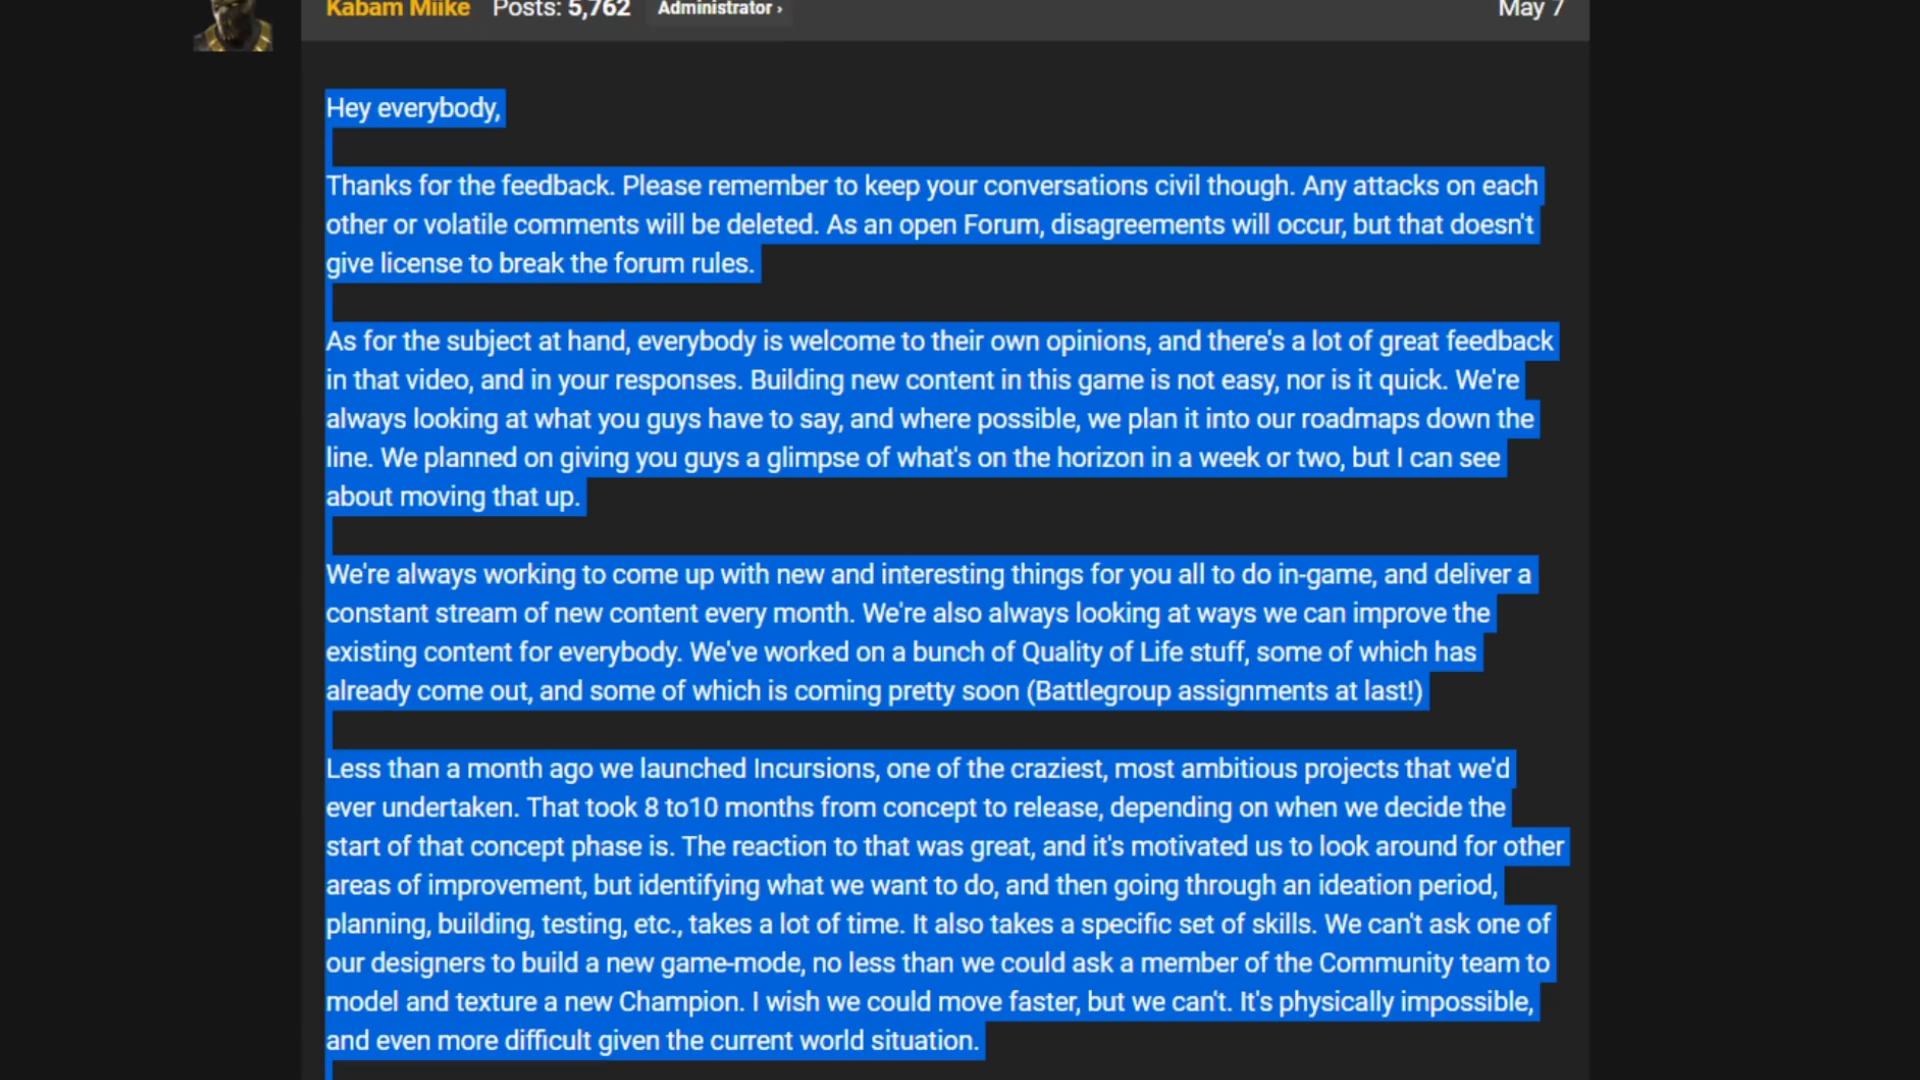 Kabam Miike Posts: 5,762 Administrator › May 7
Hey everybody,
Thanks for the feedback. Please remember to keep your conversations civil though. Any attacks on each
other or volatile comments will be deleted. As an open Forum, disagreements will occur, but that doesn't
give license to break the forum rules.
As for the subject at hand, everybody is welcome to their own opinions, and there's a lot of great feedback
in that video, and in your responses. Building new content in this game is not easy, nor is it quick. We're
always looking at what you guys have to say, and where possible, we plan it into our roadmaps down the
line. We planned on giving you guys a glimpse of what's on the horizon in a week or two, but I can see
about moving that up.
We're always working to come up with new and interesting things for you all to do in-game, and deliver a
constant stream of new content every month. We're also always looking at ways we can improve the
existing content for everybody. We've worked on a bunch of Quality of Life stuff, some of which has
already come out, and some of which is coming pretty soon (Battlegroup assignments at last!)
Less than a month ago we launched Incursions, one of the craziest, most ambitious projects that we'd
ever undertaken. That took 8 to10 months from concept to release, depending on when we decide the
start of that concept phase is. The reaction to that was great, and it's motivated us to look around for other
areas of improvement, but identifying what we want to do, and then going through an ideation period,
planning, building, testing, etc., takes a lot of time. It also takes a specific set of skills. We can't ask one of
our designers to build a new game-mode, no less than we could ask a member of the Community team to
model and texture a new Champion. I wish we could move faster, but we can't. It's physically impossible,
and even more difficult given the current world situation.